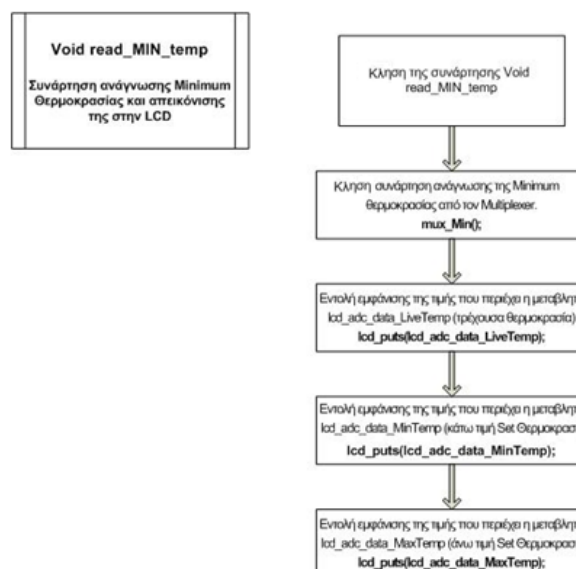 Void read_MIN_temp
Συνάρτηση ανάγνωσης Minimum
Θερμοκρασίας και απεικόνισης
της στην LCD
Κληση της συνάρτησης Void
read_MIN_temp
Κληση συνάρτηση ανάγνωσης της Minimum
θερμοκρασίας από τον Multiplexer.
mux_Min();
Εντολή εμφάνισης της τιμής που περιέχει η μεταβλητ
lcd_adc_data_LiveTemp (τρέχουσα θερμοκρασία)
lcd_puts(lcd_adc_data_LiveTemp);
Εντολή εμφάνισης της τιμής που περιέχει η μεταβλητ
lcd_adc_data_MinTemp (κάτω τιμή Set Θερμοκρασι
lcd_puts(lcd_adc_data_MinTemp);
Εντολή εμφάνισης της τιμής που περιέχει η μεταβλητ
lcd_adc_data_MaxTemp (άνω τιμή Set Θερμοκρασι
lcd_puts(lcd_adc_data_MaxTemp);